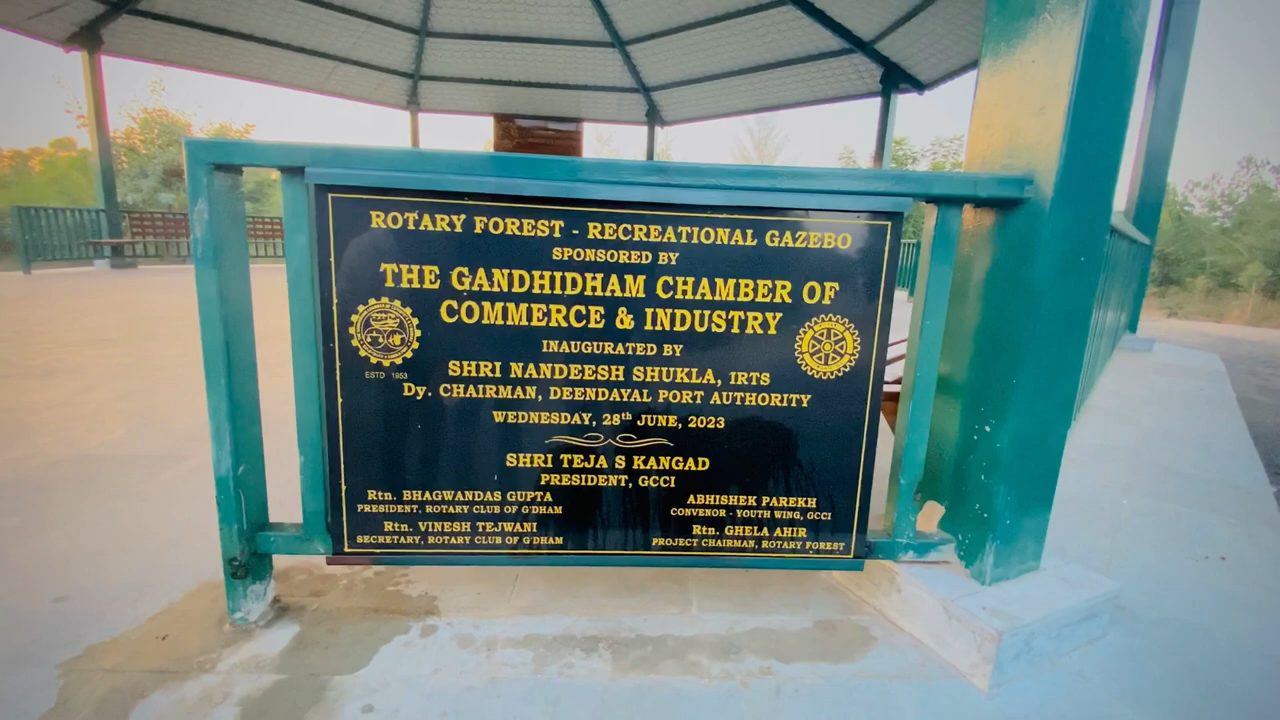 ROTARY FOREST - RECREATIONAL GAZEBO
SPONSORED BY
THE GANDHIDHAM CHAMBER OF
COMMERCE & INDUSTRY
ESTD 1953
INAUGURATED BY
SHRI NANDEESH SHUKLA, IRTS
Dy. CHAIRMAN, DEENDAYAL PORT AUTHORITY
WEDNESDAY, 28th JUNE, 2023
SHRI TEJA S KANGAD
PRESIDENT, GCCI
Rtn. BHAGWANDAS GUPTA
PRESIDENT, ROTARY CLUB OF G'DHAM
Rtn. VINESH TEJWANI
SECRETARY, ROTARY CLUB OF G'DHAM
ABHISHEK PAREKH
CONVENOR - YOUTH WING, GCCI
Rtn. GHELA AHIR
PROJECT CHAIRMAN, ROTARY FOREST